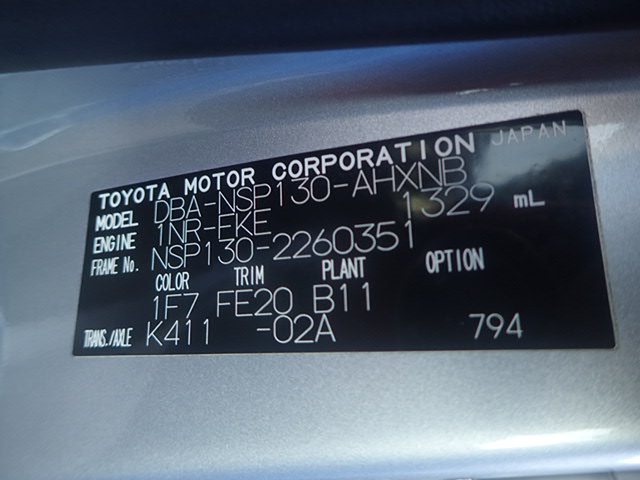 TOYOTA MOTOR CORPORATION JAPAN
MODEL DBA-NSP130-AHXNB
ENGINE 1NR-FKE 1329 mL
FRAME No. NSP130-2260351
COLOR TRIM PLANT OPTION
1F7 FE20 B11
TRANS./AXLE K411 -02A 794